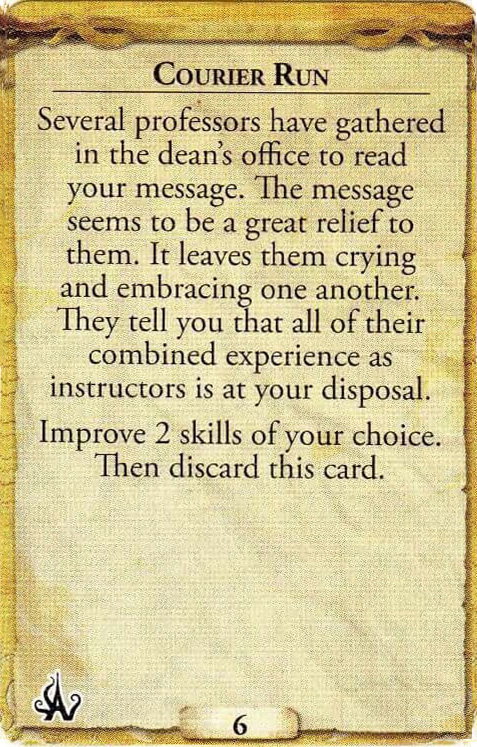 Courier Run
Several professors have gathered
in the dean's office to read
your message. The message
seems to be a great relief to
them. It leaves them crying
and embracing one another.
They tell you that all of their
combined experience as
instructors is at your disposal.
Improve 2 skills of your choice.
Then discard this card.
6